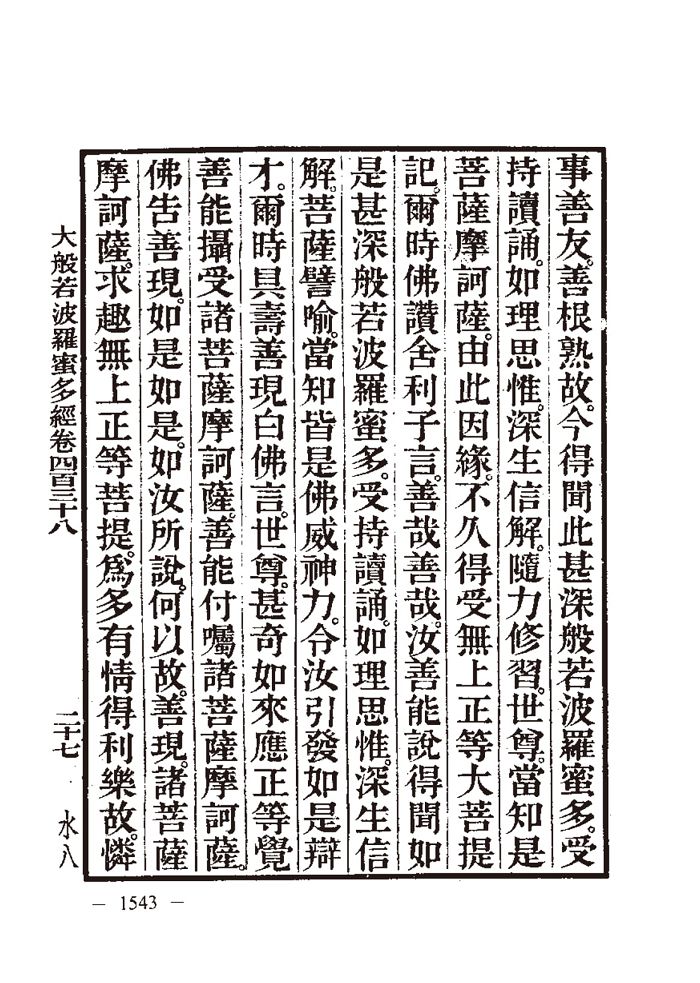 事善友。善根熟故。今得聞此甚深般若波羅蜜多。受
持讀誦。如理思惟。深生信解。隨力修習。世尊。當知是
菩薩摩訶薩。由此因緣。不久得受無上正等大菩提
記。爾時佛讚舍利子言。善哉善哉。汝善能說得聞如
是甚深般若波羅蜜多。受持讀誦。如理思惟。深生信
解。菩薩譬喻。當知皆是佛威神力。令汝引發如是辯
才。爾時具壽善現白佛言。世尊。甚奇如來應正等覺
善能攝受諸菩薩摩訶薩。善能付囑諸菩薩摩訶薩。
佛告善現。如是如是。如汝所說。何以故。善現。諸菩薩
摩訶薩。求趣無上正等菩提。爲多有情得利樂故。憐
大般若波羅蜜多經卷四百三十八 二十七 水八
— 1543 —